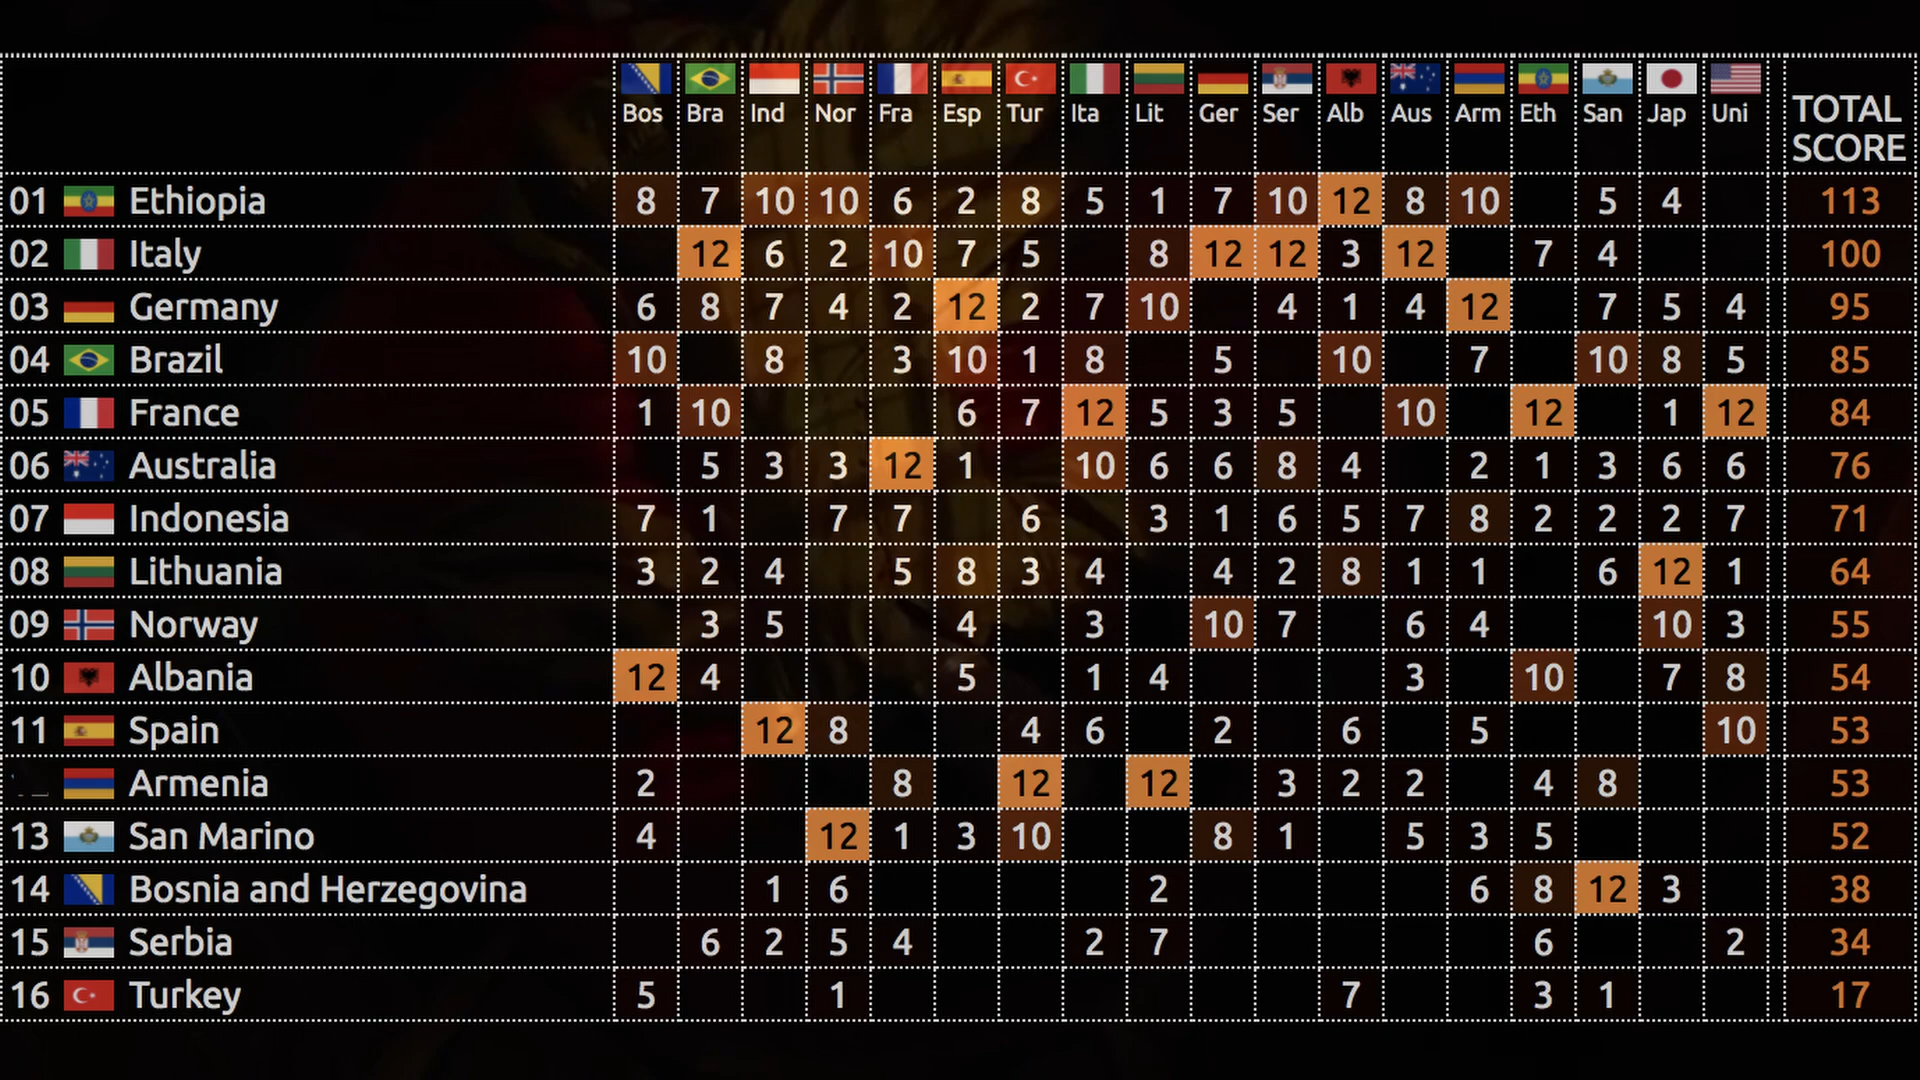 Bos Bra Ind Nor Fra Esp Tur Ita Lit Ger Ser Alb Aus Arm Eth San Jap Uni TOTAL SCORE
01 Ethiopia 8 7 10 10 6 2 8 5 1 7 10 12 8 10 5 4 113
02 Italy 12 6 2 10 7 5 8 12 12 3 12 7 4 100
03 Germany 6 8 7 4 2 12 2 7 10 4 1 4 12 7 5 4 95
04 Brazil 10 8 3 10 1 8 5 10 7 10 8 5 85
05 France 1 10 6 7 12 5 3 5 10 12 1 12 84
06 Australia 5 3 3 12 1 10 6 6 8 4 2 1 3 6 6 76
07 Indonesia 7 1 7 7 6 3 1 6 5 7 8 2 2 2 7 71
08 Lithuania 3 2 4 5 8 3 4 4 2 8 1 1 6 12 1 64
09 Norway 3 5 4 3 10 7 6 4 10 3 55
10 Albania 12 4 5 1 4 3 10 7 8 54
11 Spain 12 8 4 6 2 6 5 10 53
Armenia 2 8 12 12 3 2 2 4 8 53
13 San Marino 4 12 1 3 10 8 1 5 3 5 52
14 Bosnia and Herzegovina 1 6 2 6 8 12 3 38
15 Serbia 6 2 5 4 2 7 6 2 34
16 Turkey 5 1 7 3 1 17